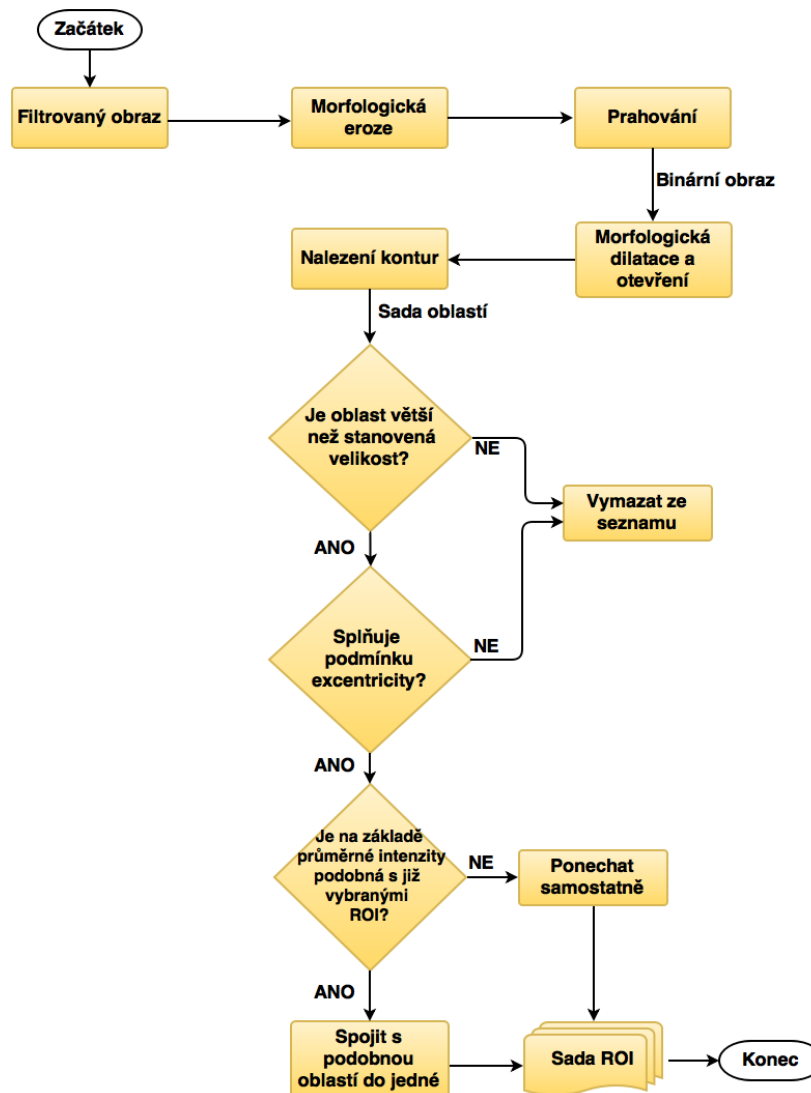 Začátek
Filtrovaný obraz
Morfologická
eroze
Prahování
Binární obraz
Morfologická
dilatace a
otevření
Nalezení kontur
Sada oblastí
Je oblast větší
než stanovená
velikost?
NE
Vymazat ze
seznamu
ANO
Splňuje
podmínku
excentricity?
NE
ANO
Je na základě
průměrné intenzity
podobná s již
vybranými
ROI?
NE
Ponechat
samostatně
ANO
Spojit s
podobnou
oblastí do jedné
Sada ROI
Konec